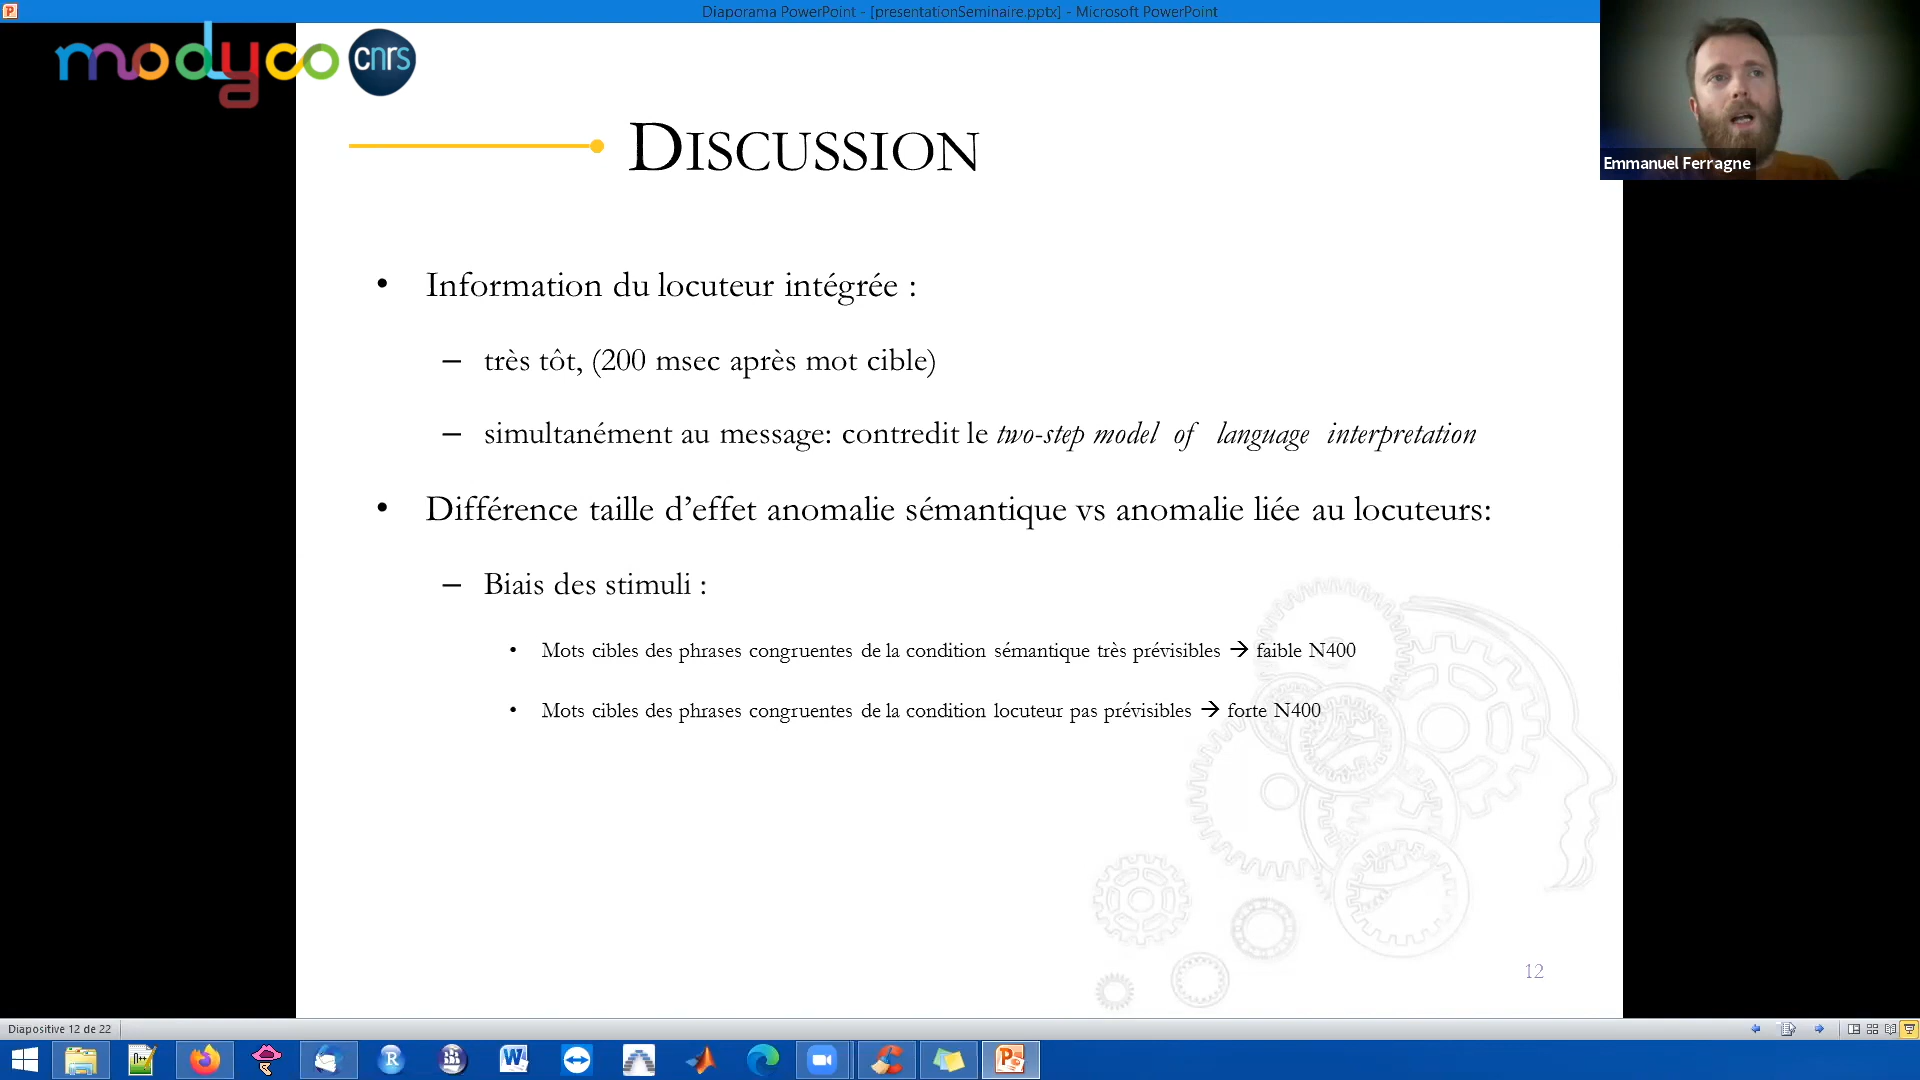 Diaporama PowerPoint - [presentationSeminaire.pptx] - Microsoft PowerPoint
modyco cnrs
Emmanuel Ferragne
DISCUSSION
• Information du locuteur intégrée :
– très tôt, (200 msec après mot cible)
– simultanément au message: contredit le two-step model of language interpretation
• Différence taille d’effet anomalie sémantique vs anomalie liée au locuteurs:
– Biais des stimuli :
• Mots cibles des phrases congruentes de la condition sémantique très prévisibles → faible N400
• Mots cibles des phrases congruentes de la condition locuteur pas prévisibles → forte N400
12
Diapositive 12 de 22